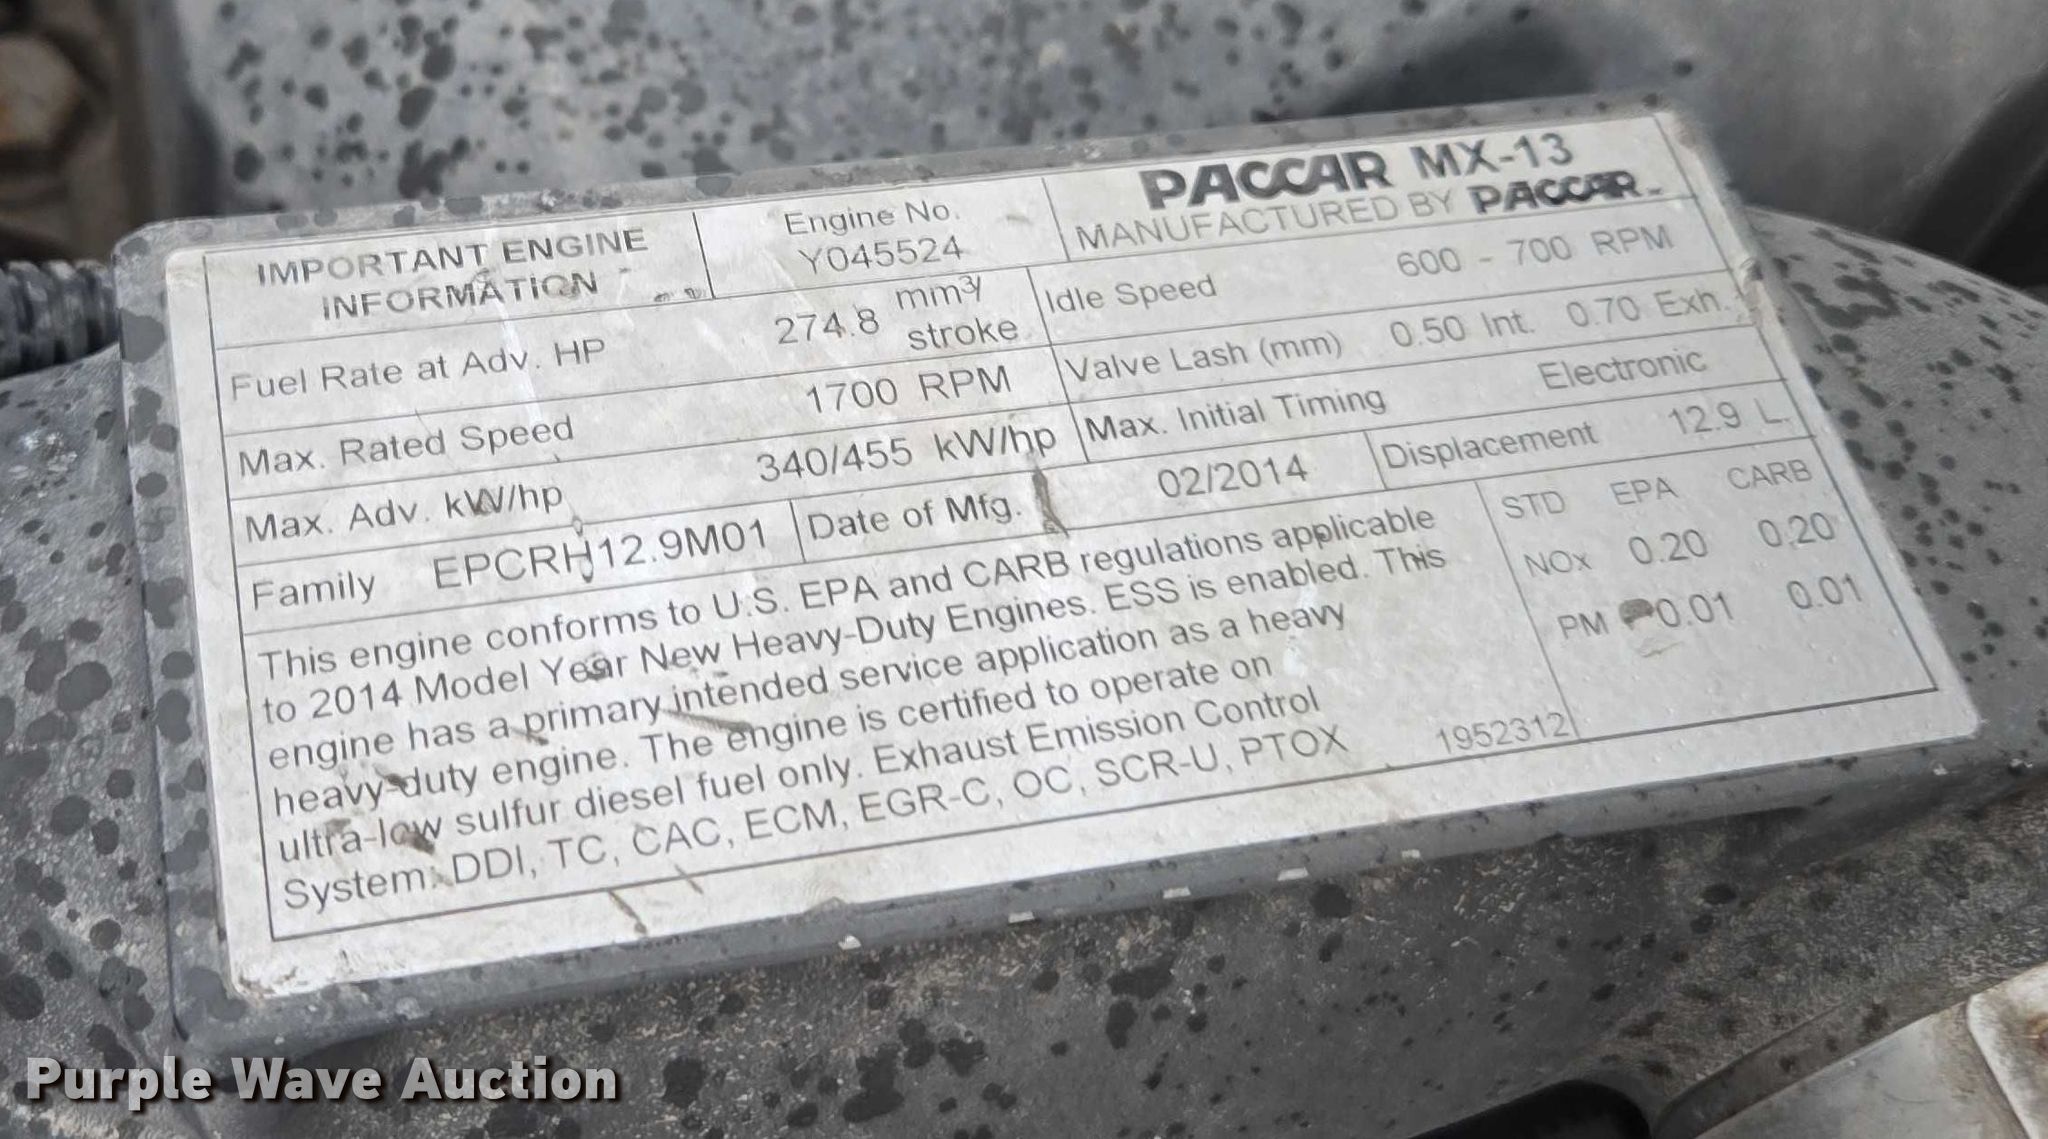 PACCAR MX-13
MANUFACTURED BY PACCAR
IMPORTANT ENGINE
INFORMATION
Engine No.
Y045524
Fuel Rate at Adv. HP 274.8 mm³/
stroke
Idle Speed 600 - 700 RPM
Max. Rated Speed 1700 RPM
Valve Lash (mm) 0.50 Int. 0.70 Exh.
Max. Adv. kW/hp 340/455 kW/hp
Max. Initial Timing Electronic
Family EPCRH12.9M01
Date of Mfg. 02/2014
Displacement 12.9 L.
This engine conforms to U.S. EPA and CARB regulations applicable
to 2014 Model Year New Heavy-Duty Engines. ESS is enabled. This
engine has a primary intended service application as a heavy
heavy-duty engine. The engine is certified to operate on
ultra-low sulfur diesel fuel only. Exhaust Emission Control
System: DDI, TC, CAC, ECM, EGR-C, OC, SCR-U, PTOX
1952312
STD EPA CARB
NOx 0.20 0.20
PM 0.01 0.01
Purple Wave Auction